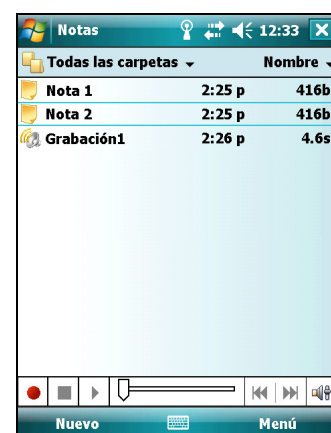 Notas 12:33
Todas las carpetas Nombre
Nota 1 2:25 p 416b
Nota 2 2:25 p 416b
Grabación1 2:26 p 4.6s
Nuevo Menú